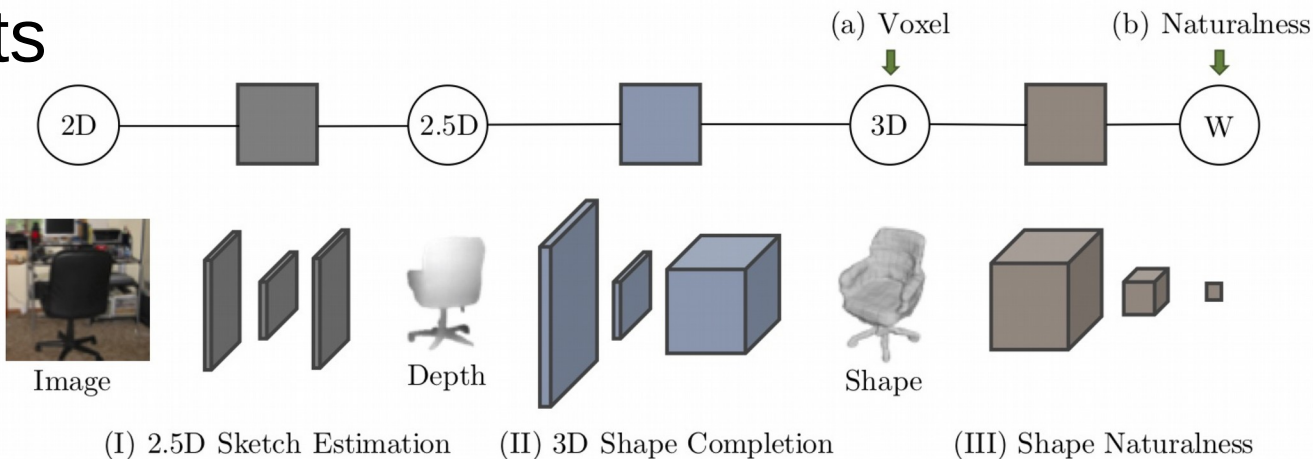 ts
(a) Voxel
(b) Naturalness
2D
2.5D
3D
W
Image
Depth
Shape
(I) 2.5D Sketch Estimation
(II) 3D Shape Completion
(III) Shape Naturalness